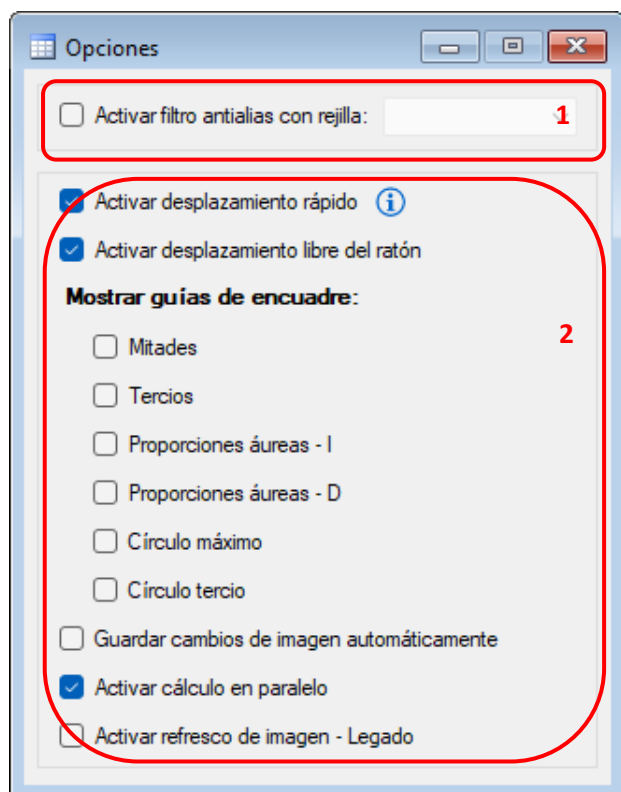 Opciones
Activar filtro antialias con rejilla: 1
Activar desplazamiento rápido i
Activar desplazamiento libre del ratón
Mostrar guías de encuadre:
2
Mitades
Tercios
Proporciones áureas - I
Proporciones áureas - D
Círculo máximo
Círculo tercio
Guardar cambios de imagen automáticamente
Activar cálculo en paralelo
Activar refresco de imagen - Legado